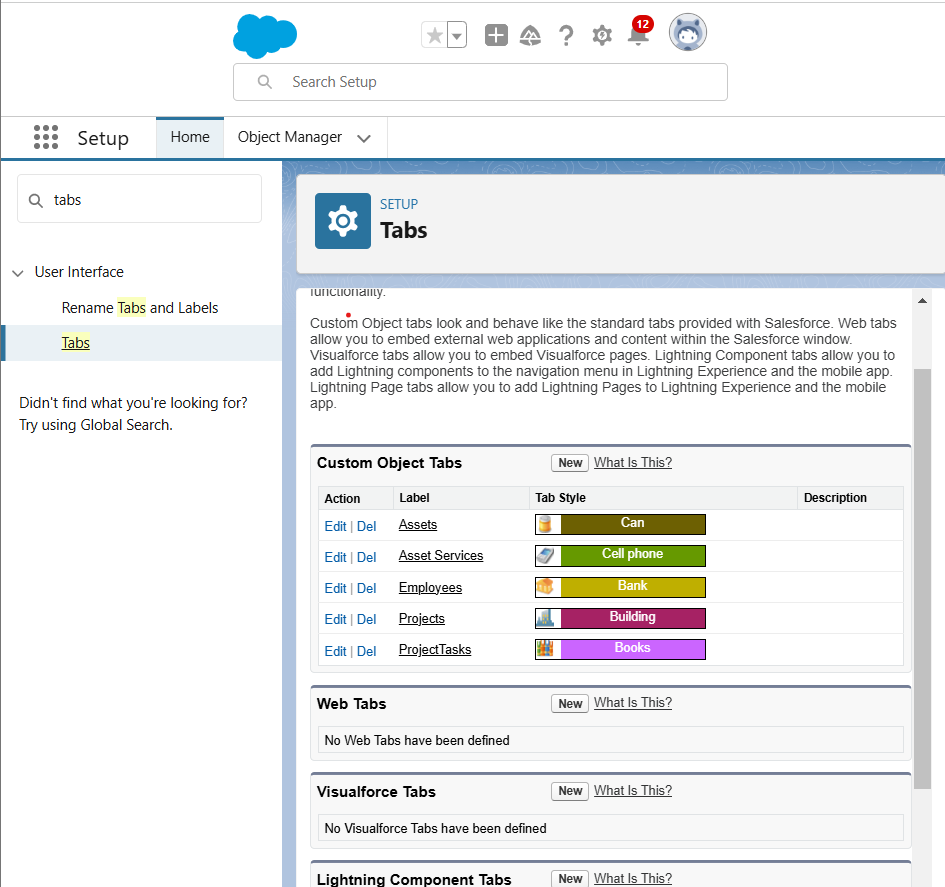 12
Search Setup
Setup
Home
Object Manager
tabs
User Interface
Rename Tabs and Labels
Tabs
Didn't find what you're looking for?
Try using Global Search.
SETUP
Tabs
functionality.
Custom Object tabs look and behave like the standard tabs provided with Salesforce. Web tabs
allow you to embed external web applications and content within the Salesforce window.
Visualforce tabs allow you to embed Visualforce pages. Lightning Component tabs allow you to
add Lightning components to the navigation menu in Lightning Experience and the mobile app.
Lightning Page tabs allow you to add Lightning Pages to Lightning Experience and the mobile
app.
Custom Object Tabs New What Is This?
Action Label Tab Style Description
Edit | Del Assets Can
Edit | Del Asset Services Cell phone
Edit | Del Employees Bank
Edit | Del Projects Building
Edit | Del ProjectTasks Books
Web Tabs New What Is This?
No Web Tabs have been defined
Visualforce Tabs New What Is This?
No Visualforce Tabs have been defined
Lightning Component Tabs New What Is This?